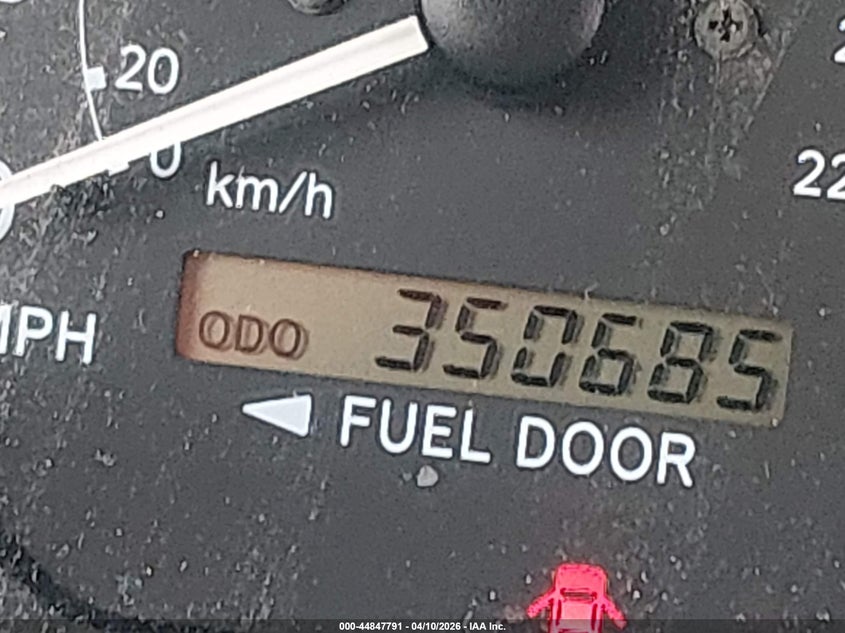 20
0
km/h
22
MPH
ODO 350685
FUEL DOOR
000-44847791 - 04/10/2026 - IAA Inc.